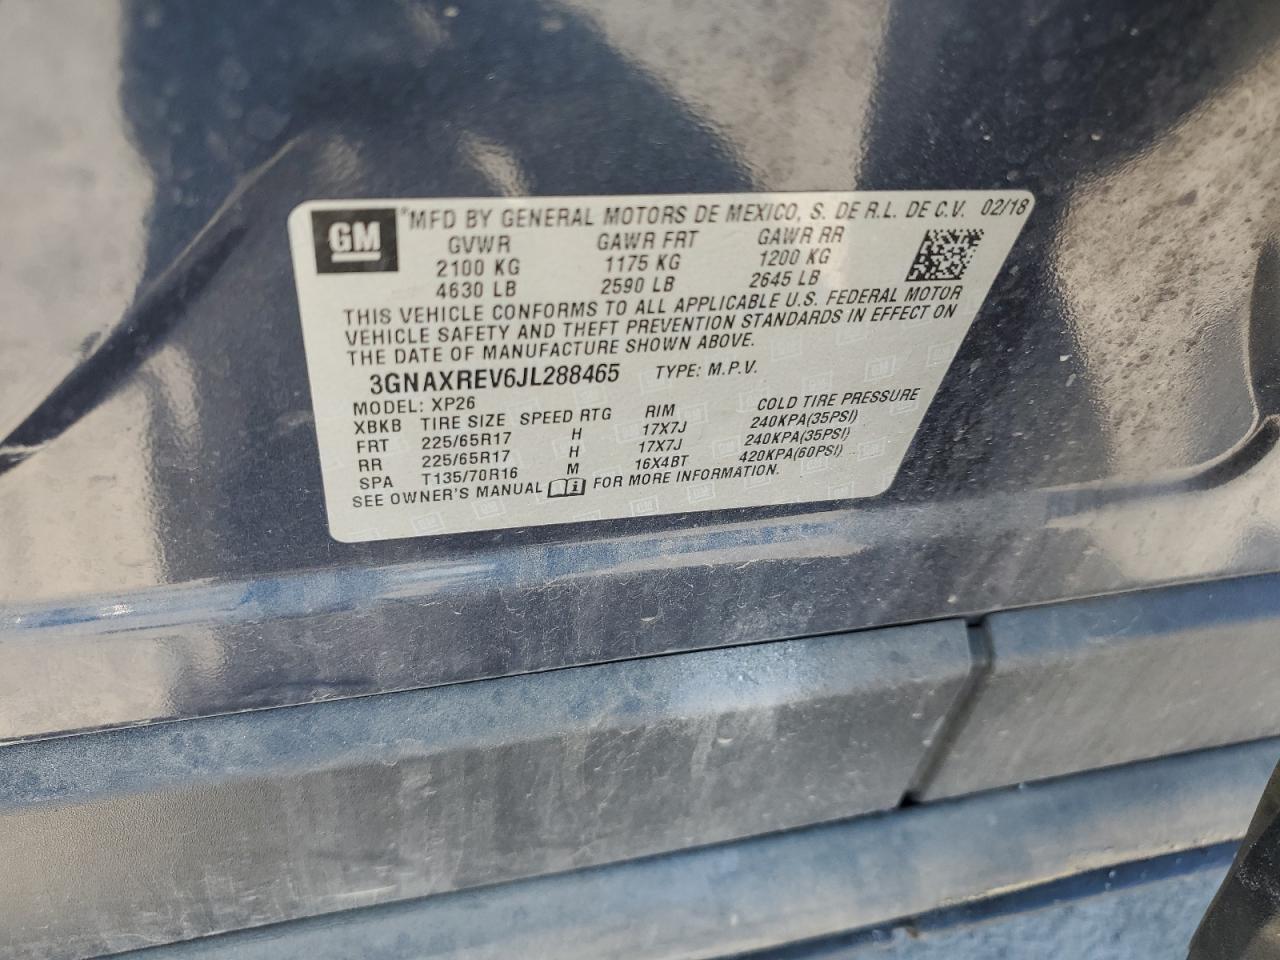 GM
*MFD BY GENERAL MOTORS DE MEXICO, S. DE R.L. DE C.V. 02/18
GVWR GAWR FRT GAWR RR
2100 KG 1175 KG 1200 KG
4630 LB 2590 LB 2645 LB
THIS VEHICLE CONFORMS TO ALL APPLICABLE U.S. FEDERAL MOTOR
VEHICLE SAFETY AND THEFT PREVENTION STANDARDS IN EFFECT ON
THE DATE OF MANUFACTURE SHOWN ABOVE.
3GNAXREV6JL288465 TYPE: M.P.V.
MODEL: XP26
XBKB TIRE SIZE SPEED RTG RIM COLD TIRE PRESSURE
FRT 225/65R17 H 17X7J 240KPA(35PSI)
RR 225/65R17 H 17X7J 240KPA(35PSI)
SPA T135/70R16 M 16X4BT 420KPA(60PSI)
SEE OWNER'S MANUAL FOR MORE INFORMATION.